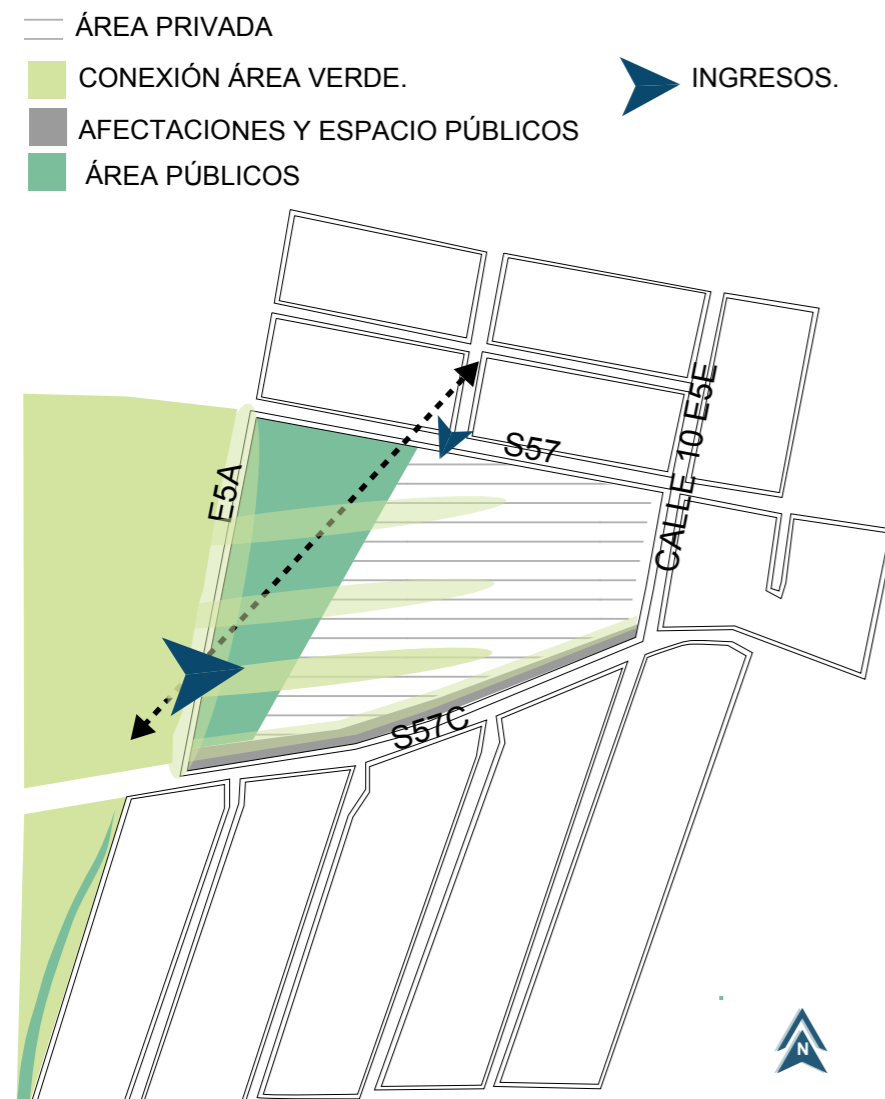 ÁREA PRIVADA
CONEXIÓN ÁREA VERDE.
INGRESOS.
AFECTACIONES Y ESPACIO PÚBLICOS
ÁREA PÚBLICOS
S57
CALLE 10 E5E
E5A
S57C
N